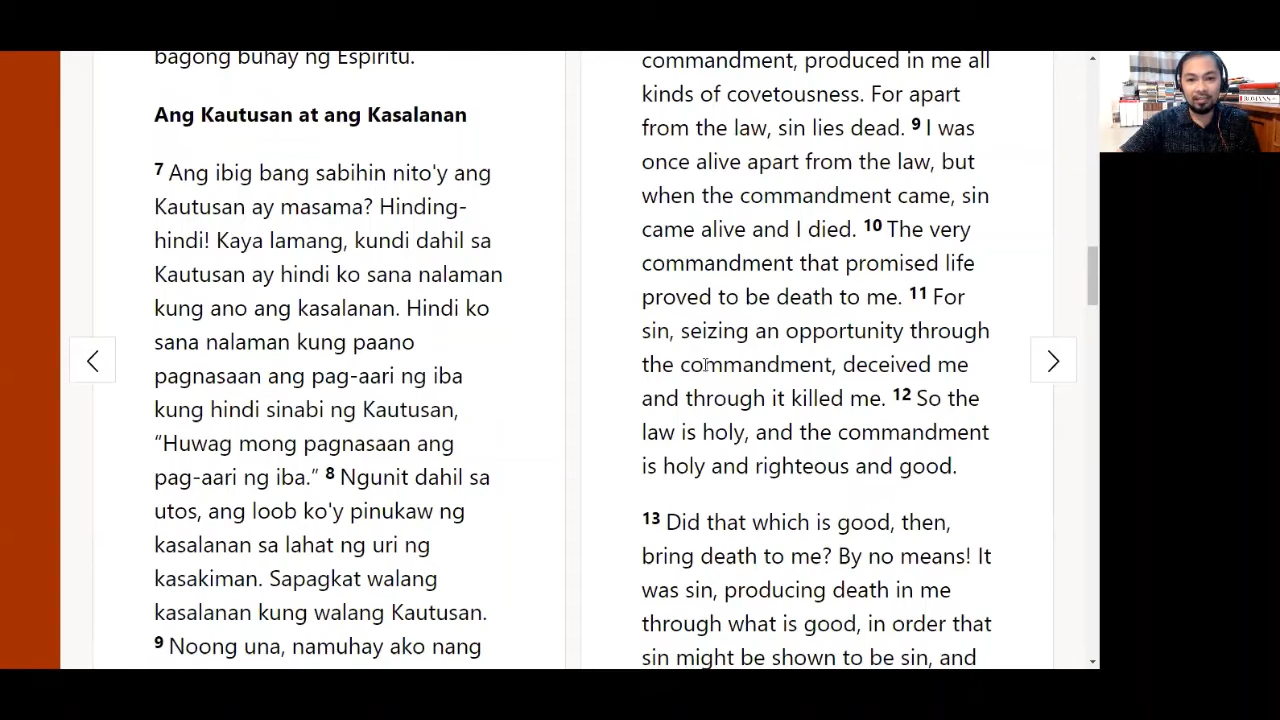 bagong buhay ng Espiritu.
Ang Kautusan at ang Kasalanan
7 Ang ibig bang sabihin nito'y ang
Kautusan ay masama? Hinding-
hindi! Kaya lamang, kundi dahil sa
Kautusan ay hindi ko sana nalaman
kung ano ang kasalanan. Hindi ko
sana nalaman kung paano
pagnasaan ang pag-aari ng iba
kung hindi sinabi ng Kautusan,
“Huwag mong pagnasaan ang
pag-aari ng iba.” 8 Ngunit dahil sa
utos, ang loob ko'y pinukaw ng
kasalanan sa lahat ng uri ng
kasakiman. Sapagkat walang
kasalanan kung walang Kautusan.
9 Noong una, namuhay ako nang
commandment, produced in me all
kinds of covetousness. For apart
from the law, sin lies dead. 9 I was
once alive apart from the law, but
when the commandment came, sin
came alive and I died. 10 The very
commandment that promised life
proved to be death to me. 11 For
sin, seizing an opportunity through
the commandment, deceived me
and through it killed me. 12 So the
law is holy, and the commandment
is holy and righteous and good.
13 Did that which is good, then,
bring death to me? By no means! It
was sin, producing death in me
through what is good, in order that
sin might be shown to be sin, and
ROMANS